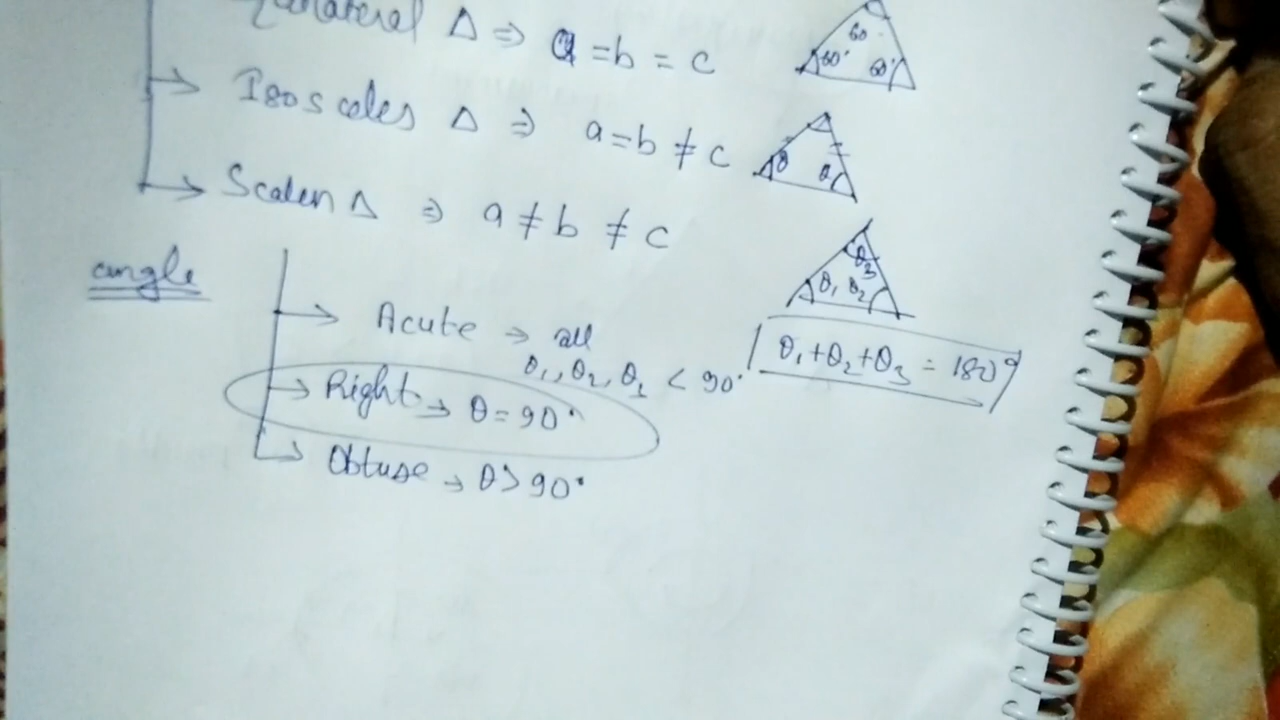 Δ ⇒ a = b = c
60
60° 60°
Isosceles Δ ⇒ a = b ≠ c
θ θ
Scalen Δ ⇒ a ≠ b ≠ c
θ3
θ1 θ2
angle
→ Acute → all
θ1, θ2, θ3 < 90°
θ1+θ2+θ3 = 180°
→ Right → θ = 90°
→ Obtuse → θ > 90°